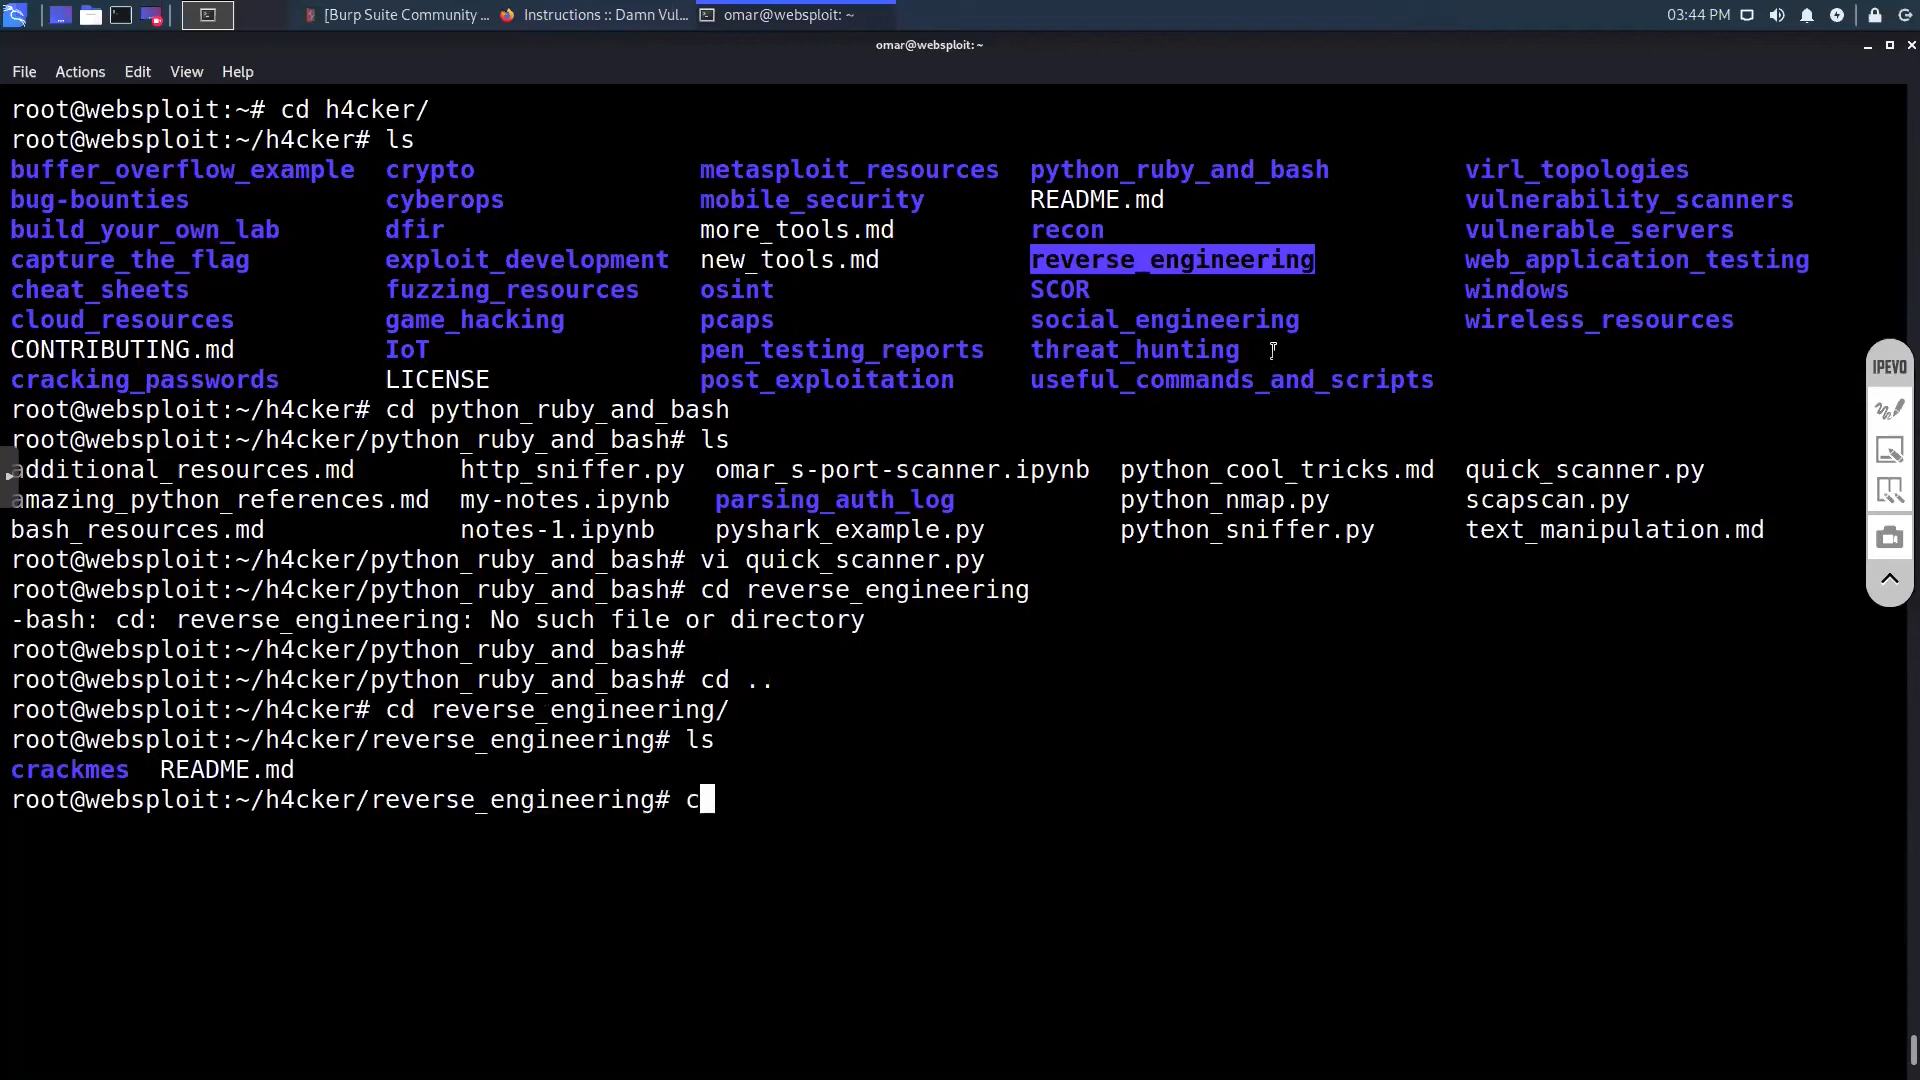 [Burp Suite Community ... Instructions :: Damn Vul... omar@websploit: ~ 03:44 PM
omar@websploit: ~
File Actions Edit View Help
root@websploit:~# cd h4cker/
root@websploit:~/h4cker# ls
buffer_overflow_example crypto metasploit_resources python_ruby_and_bash virl_topologies
bug-bounties cyberops mobile_security README.md vulnerability_scanners
build_your_own_lab dfir more_tools.md recon vulnerable_servers
capture_the_flag exploit_development new_tools.md reverse_engineering web_application_testing
cheat_sheets fuzzing_resources osint SCOR windows
cloud_resources game_hacking pcaps social_engineering wireless_resources
CONTRIBUTING.md IoT pen_testing_reports threat_hunting
cracking_passwords LICENSE post_exploitation useful_commands_and_scripts
root@websploit:~/h4cker# cd python_ruby_and_bash
root@websploit:~/h4cker/python_ruby_and_bash# ls
additional_resources.md http_sniffer.py omar_s-port-scanner.ipynb python_cool_tricks.md quick_scanner.py
amazing_python_references.md my-notes.ipynb parsing_auth_log python_nmap.py scapscan.py
bash_resources.md notes-1.ipynb pyshark_example.py python_sniffer.py text_manipulation.md
root@websploit:~/h4cker/python_ruby_and_bash# vi quick_scanner.py
root@websploit:~/h4cker/python_ruby_and_bash# cd reverse_engineering
-bash: cd: reverse_engineering: No such file or directory
root@websploit:~/h4cker/python_ruby_and_bash#
root@websploit:~/h4cker/python_ruby_and_bash# cd ..
root@websploit:~/h4cker# cd reverse_engineering/
root@websploit:~/h4cker/reverse_engineering# ls
crackmes README.md
root@websploit:~/h4cker/reverse_engineering# c
IPEVO